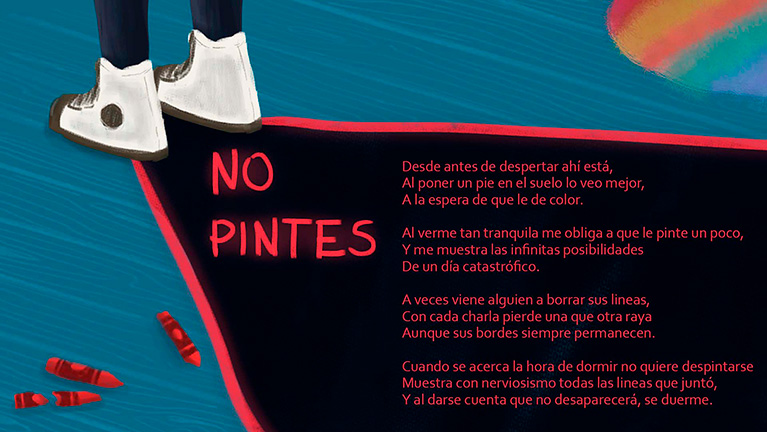 NO
PINTES
Desde antes de despertar ahí está,
Al poner un pie en el suelo lo veo mejor,
A la espera de que le de color.
Al verme tan tranquila me obliga a que le pinte un poco,
Y me muestra las infinitas posibilidades
De un día catastrófico.
A veces viene alguien a borrar sus lineas,
Con cada charla pierde una que otra raya
Aunque sus bordes siempre permanecen.
Cuando se acerca la hora de dormir no quiere despintarse
Muestra con nerviosismo todas las lineas que juntó,
Y al darse cuenta que no desaparecerá, se duerme.